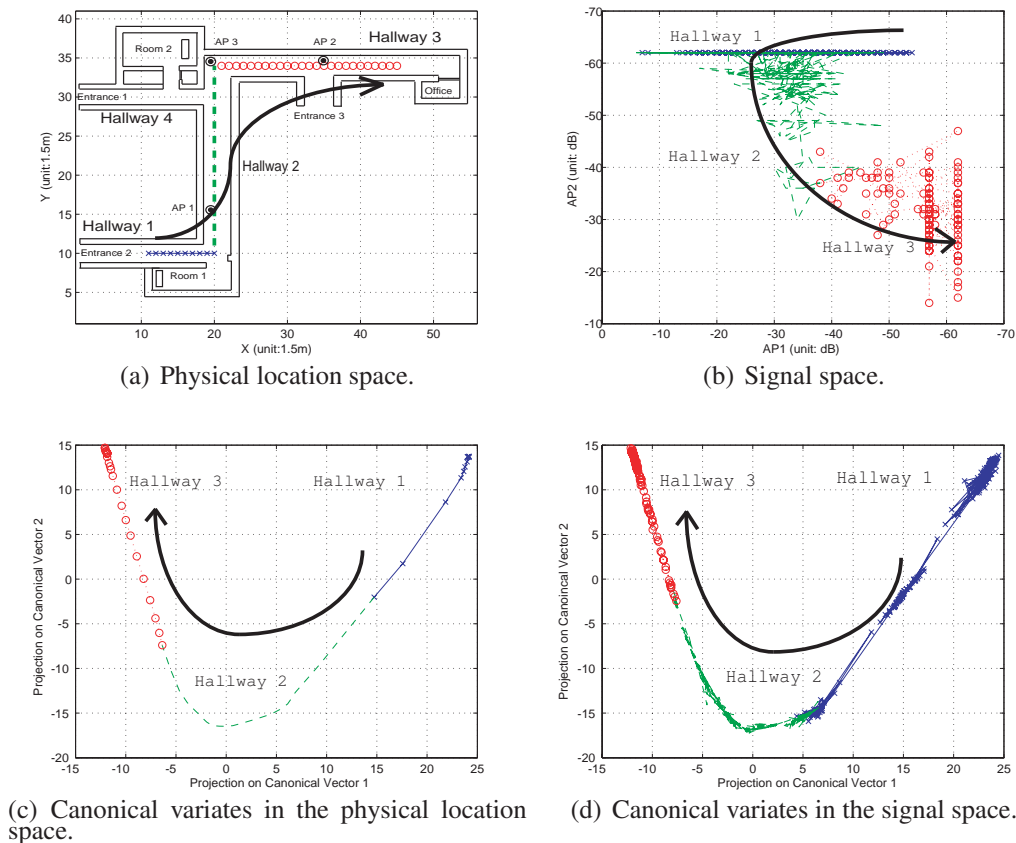 40
35
30
25
20
15
10
5
Y (unit:1.5m)
10
20
30
40
50
X (unit:1.5m)
Room 2
AP 3
AP 2
Hallway 3
Entrance 1
Office
Hallway 4
Entrance 3
Hallway 2
AP 1
Hallway 1
Entrance 2
Room 1
(a) Physical location space.
-70
-60
-50
-40
-30
-20
-10
AP2 (unit: dB)
0
-10
-20
-30
-40
-50
-60
-70
AP1 (unit: dB)
Hallway 1
Hallway 2
Hallway 3
(b) Signal space.
15
10
5
0
-5
-10
-15
-20
Projection on Canonical Vector 2
-15
-10
-5
0
5
10
15
20
25
Projection on Canonical Vector 1
Hallway 3
Hallway 1
Hallway 2
(c) Canonical variates in the physical location
space.
15
10
5
0
-5
-10
-15
-20
Projection on Canoincal Vector 2
-15
-10
-5
0
5
10
15
20
25
Projection on Canonical Vector 1
Hallway 3
Hallway 1
Hallway 2
(d) Canonical variates in the signal space.